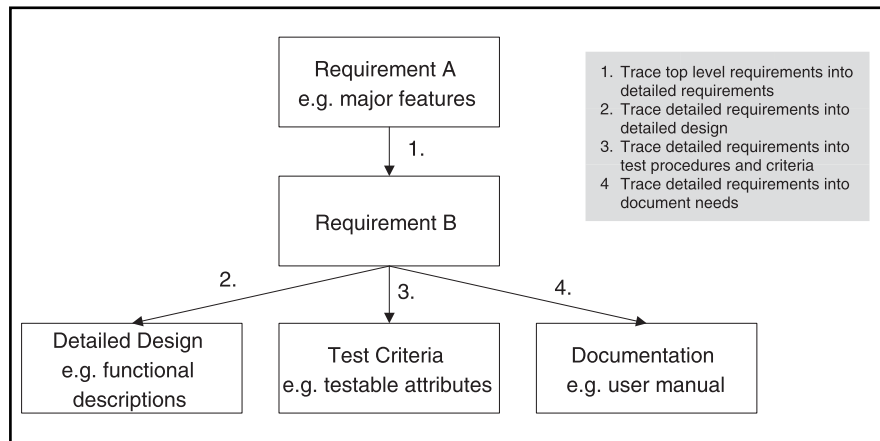 Requirement A
e.g. major features
1. Trace top level requirements into
detailed requirements
2. Trace detailed requirements into
detailed design
3. Trace detailed requirements into
test procedures and criteria
4 Trace detailed requirements into
document needs
1.
Requirement B
2.
3.
4.
Detailed Design
e.g. functional
descriptions
Test Criteria
e.g. testable attributes
Documentation
e.g. user manual